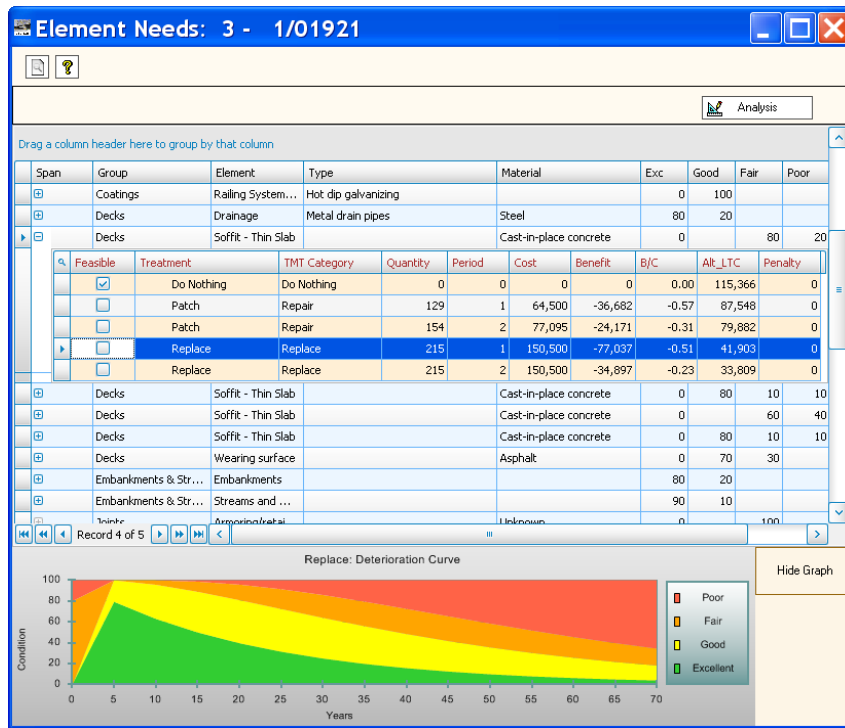 Element Needs: 3 - 1/01921
Analysis
Drag a column header here to group by that column
Span Group Element Type Material Exc Good Fair Poor
Coatings Railing System... Hot dip galvanizing 0 100
Decks Drainage Metal drain pipes Steel 80 20
Decks Soffit - Thin Slab Cast-in-place concrete 0 80 20
Feasible Treatment TMT Category Quantity Period Cost Benefit B/C Alt_LTC Penalty
Do Nothing Do Nothing 0 0 0 0 0.00 115,366 0
Patch Repair 129 1 64,500 -36,682 -0.57 87,548 0
Patch Repair 154 2 77,095 -24,171 -0.31 79,882 0
Replace Replace 215 1 150,500 -77,037 -0.51 41,903 0
Replace Replace 215 2 150,500 -34,897 -0.23 33,809 0
Decks Soffit - Thin Slab Cast-in-place concrete 0 80 10 10
Decks Soffit - Thin Slab Cast-in-place concrete 0 60 40
Decks Soffit - Thin Slab Cast-in-place concrete 0 80 10 10
Decks Wearing surface Asphalt 0 70 30
Embankments & Str... Embankments 80 20
Embankments & Str... Streams and ... 90 10
Joints Armoring/retai Unknown 0 100
Record 4 of 5
Replace: Deterioration Curve
Hide Graph
Condition
100
80
60
40
20
0
0 5 10 15 20 25 30 35 40 45 50 55 60 65 70
Years
Poor
Fair
Good
Excellent